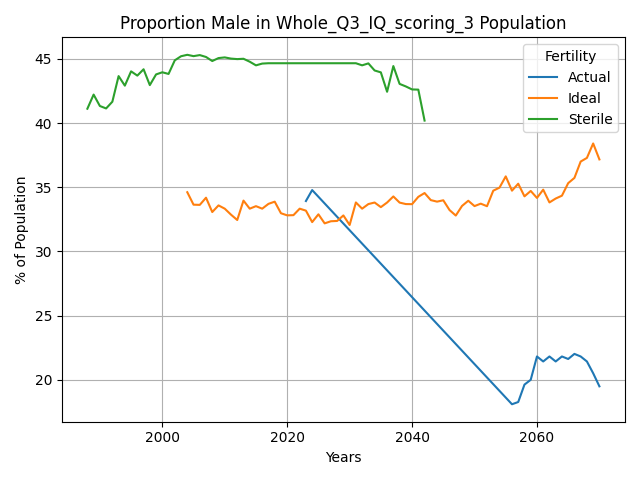 Proportion Male in Whole_Q3_IQ_scoring_3 Population
Fertility
Actual
Ideal
Sterile
% of Population
45
40
35
30
25
20
2000
2020
2040
2060
Years